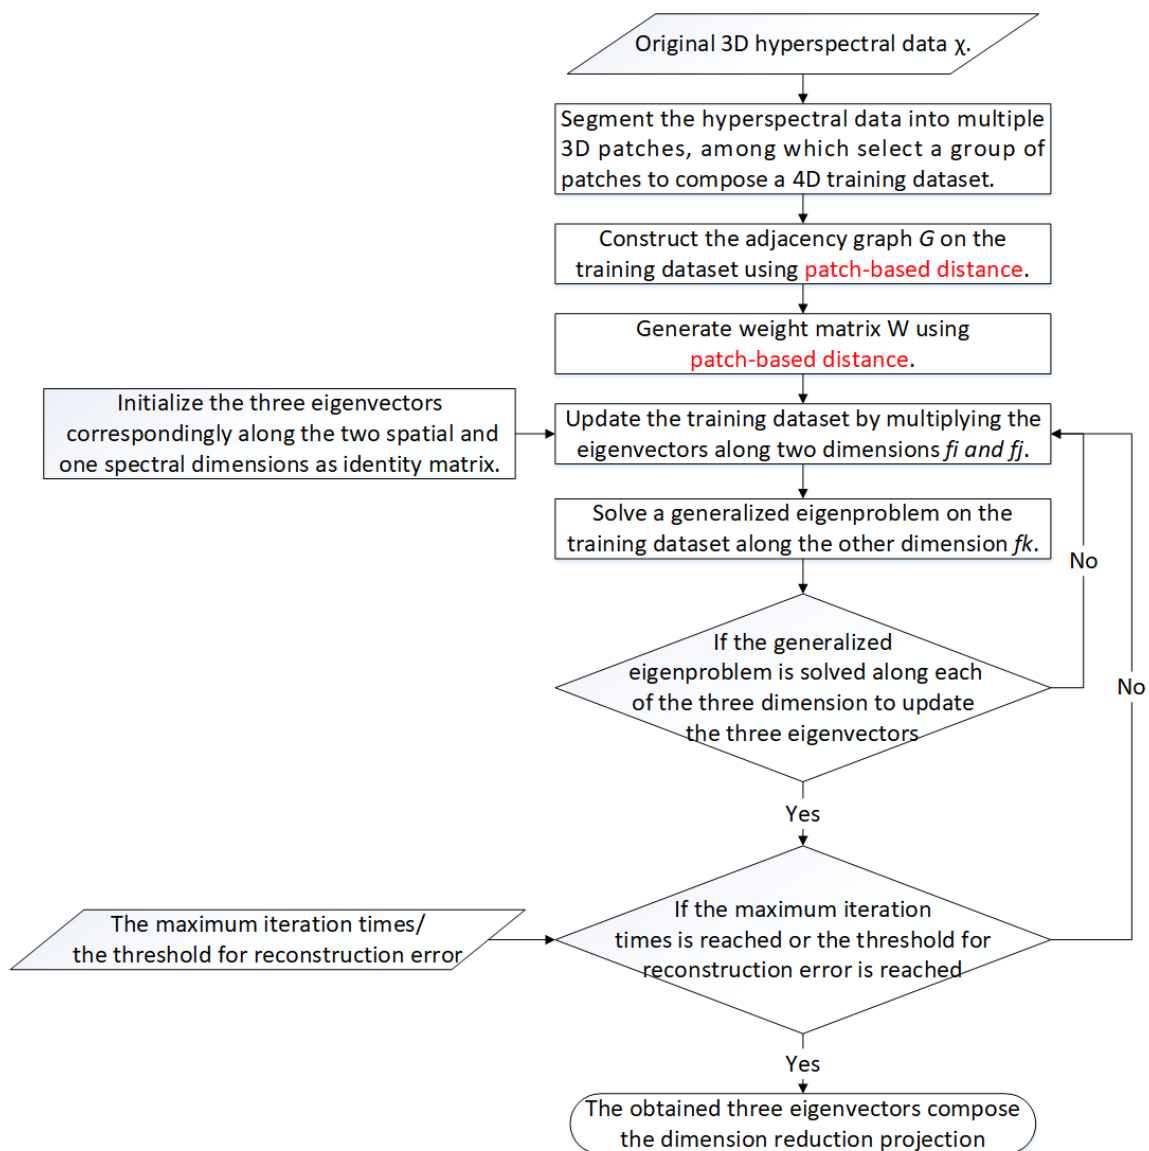 Original 3D hyperspectral data χ.
Segment the hyperspectral data into multiple
3D patches, among which select a group of
patches to compose a 4D training dataset.
Construct the adjacency graph G on the
training dataset using patch-based distance.
Generate weight matrix W using
patch-based distance.
Initialize the three eigenvectors
correspondingly along the two spatial and
one spectral dimensions as identity matrix.
Update the training dataset by multiplying the
eigenvectors along two dimensions fi and fj.
Solve a generalized eigenproblem on the
training dataset along the other dimension fk.
No
If the generalized
eigenproblem is solved along each
of the three dimension to update
the three eigenvectors
No
Yes
The maximum iteration times/
the threshold for reconstruction error
If the maximum iteration
times is reached or the threshold for
reconstruction error is reached
Yes
The obtained three eigenvectors compose
the dimension reduction projection